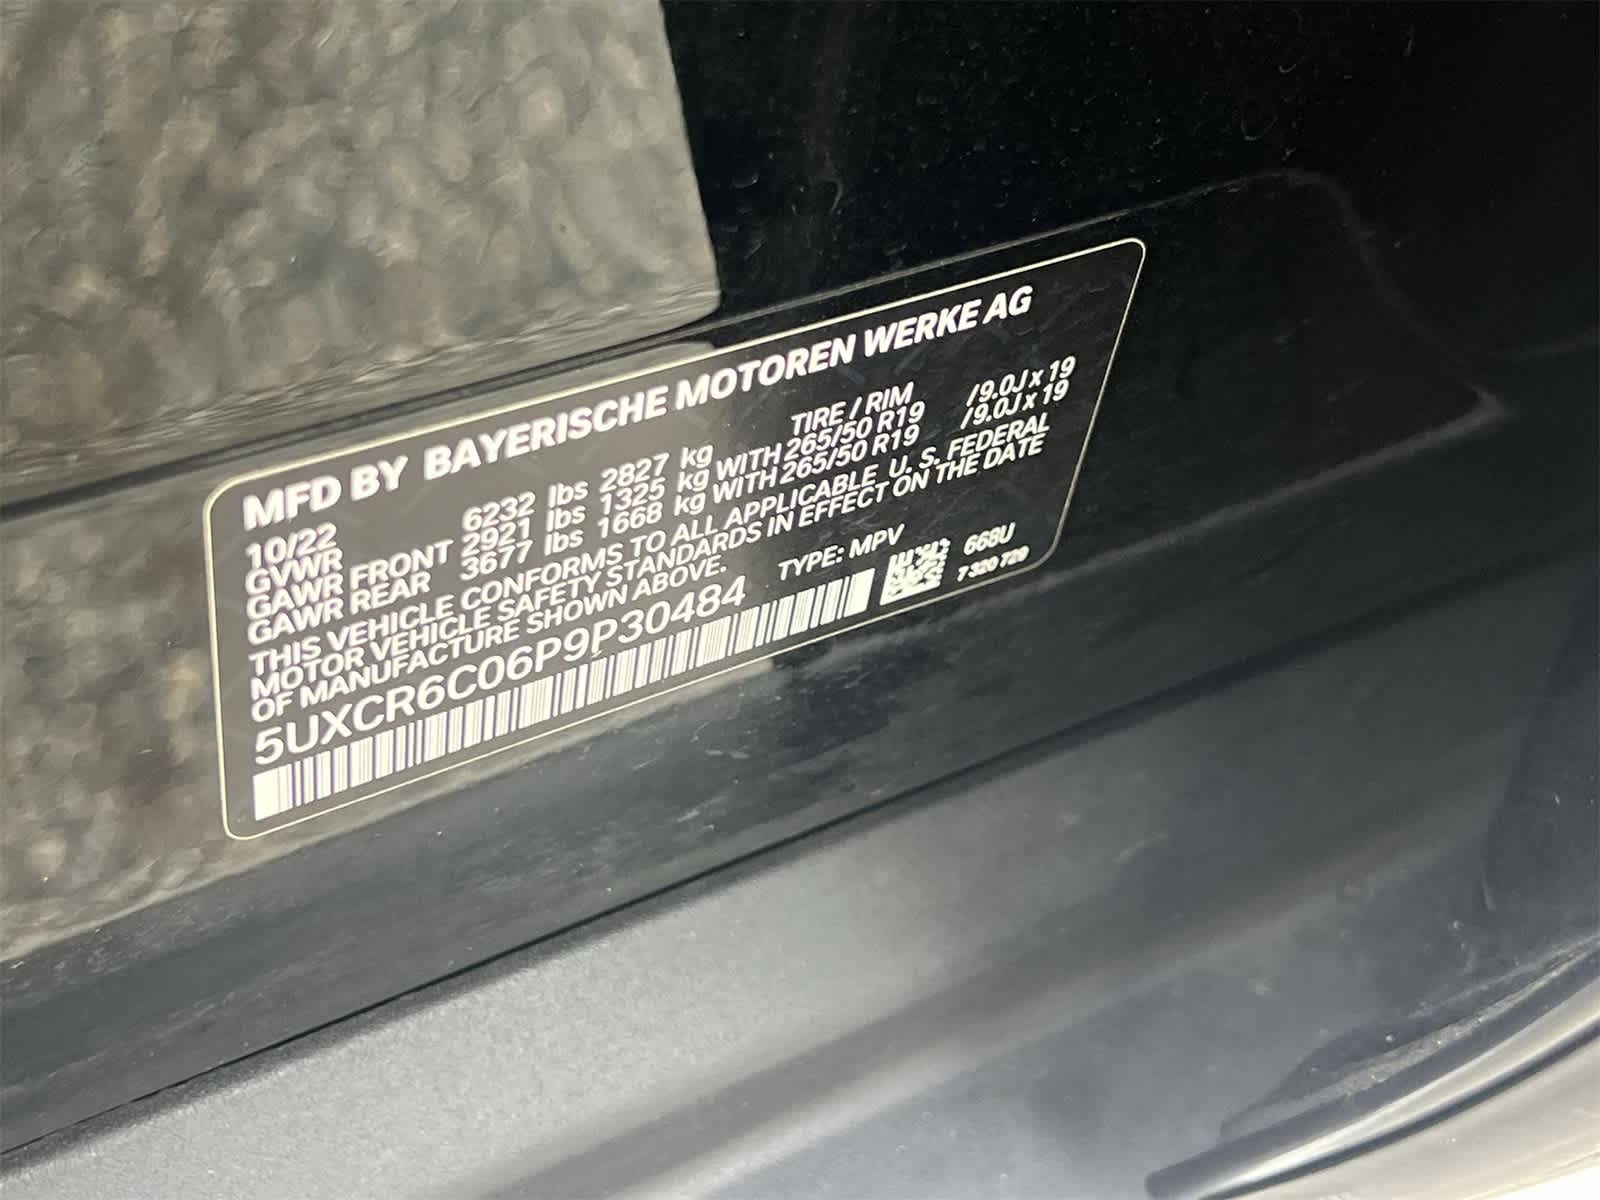 MFD BY BAYERISCHE MOTOREN WERKE AG
10/22 TIRE / RIM
GVWR 6232 lbs 2827 kg
GAWR FRONT 2921 lbs 1325 kg WITH 265/50 R19 /9.0J x 19
GAWR REAR 3677 lbs 1668 kg WITH 265/50 R19 /9.0J x 19
THIS VEHICLE CONFORMS TO ALL APPLICABLE U. S. FEDERAL
MOTOR VEHICLE SAFETY STANDARDS IN EFFECT ON THE DATE
OF MANUFACTURE SHOWN ABOVE.
5UXCR6C06P9P30484 TYPE: MPV
668U
7 320 729